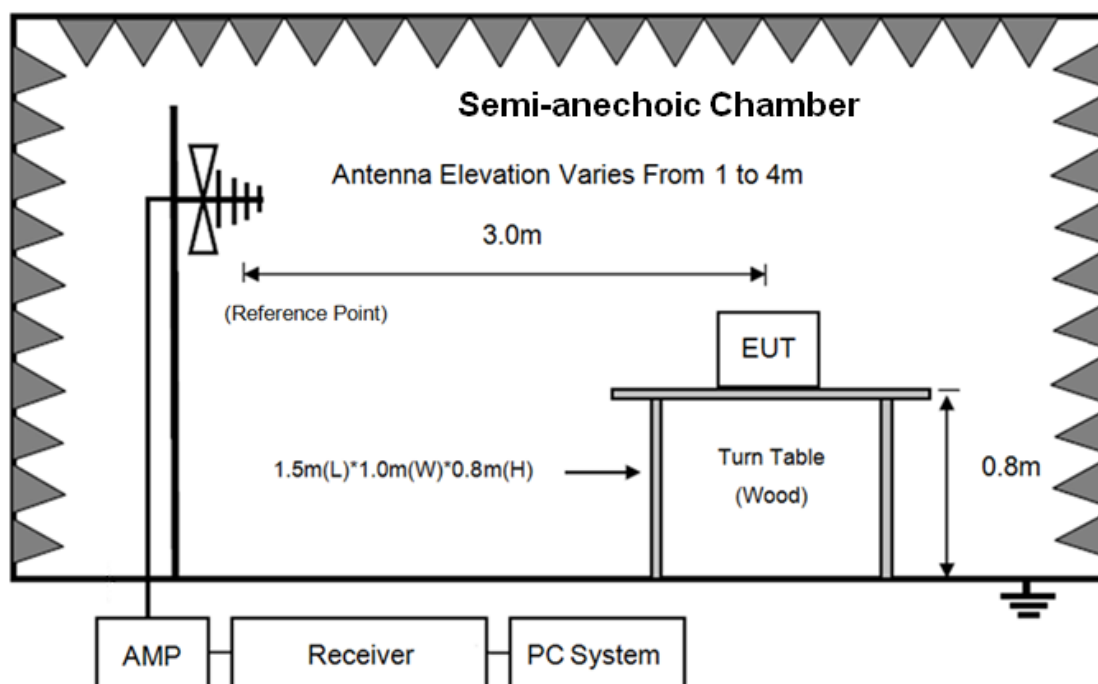 Semi-anechoic Chamber
Antenna Elevation Varies From 1 to 4m
3.0m
(Reference Point)
EUT
1.5m(L)*1.0m(W)*0.8m(H)
Turn Table
(Wood)
0.8m
AMP
Receiver
PC System